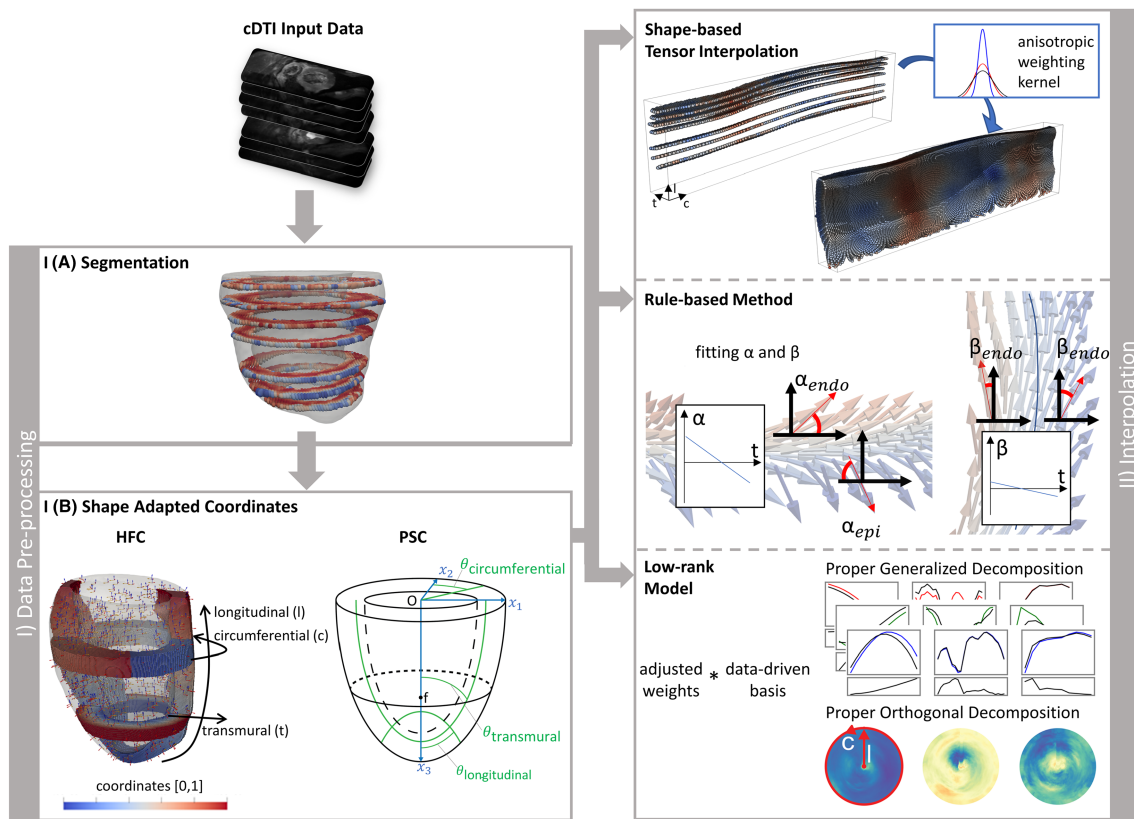 cDTI Input Data
I) Data Pre-processing
I (A) Segmentation
I (B) Shape Adapted Coordinates
HFC
PSC
longitudinal (l)
circumferential (c)
transmural (t)
coordinates [0,1]
x₂
θcircumferential
O
x₁
f
θtransmural
x₃
θlongitudinal
II) Interpolation
Shape-based
Tensor Interpolation
anisotropic
weighting
kernel
l
t
c
Rule-based Method
fitting α and β
αendo
α
t
αepi
βendo
βendo
β
t
Low-rank
Model
Proper Generalized Decomposition
adjusted
weights
*
data-driven
basis
Proper Orthogonal Decomposition
C
l